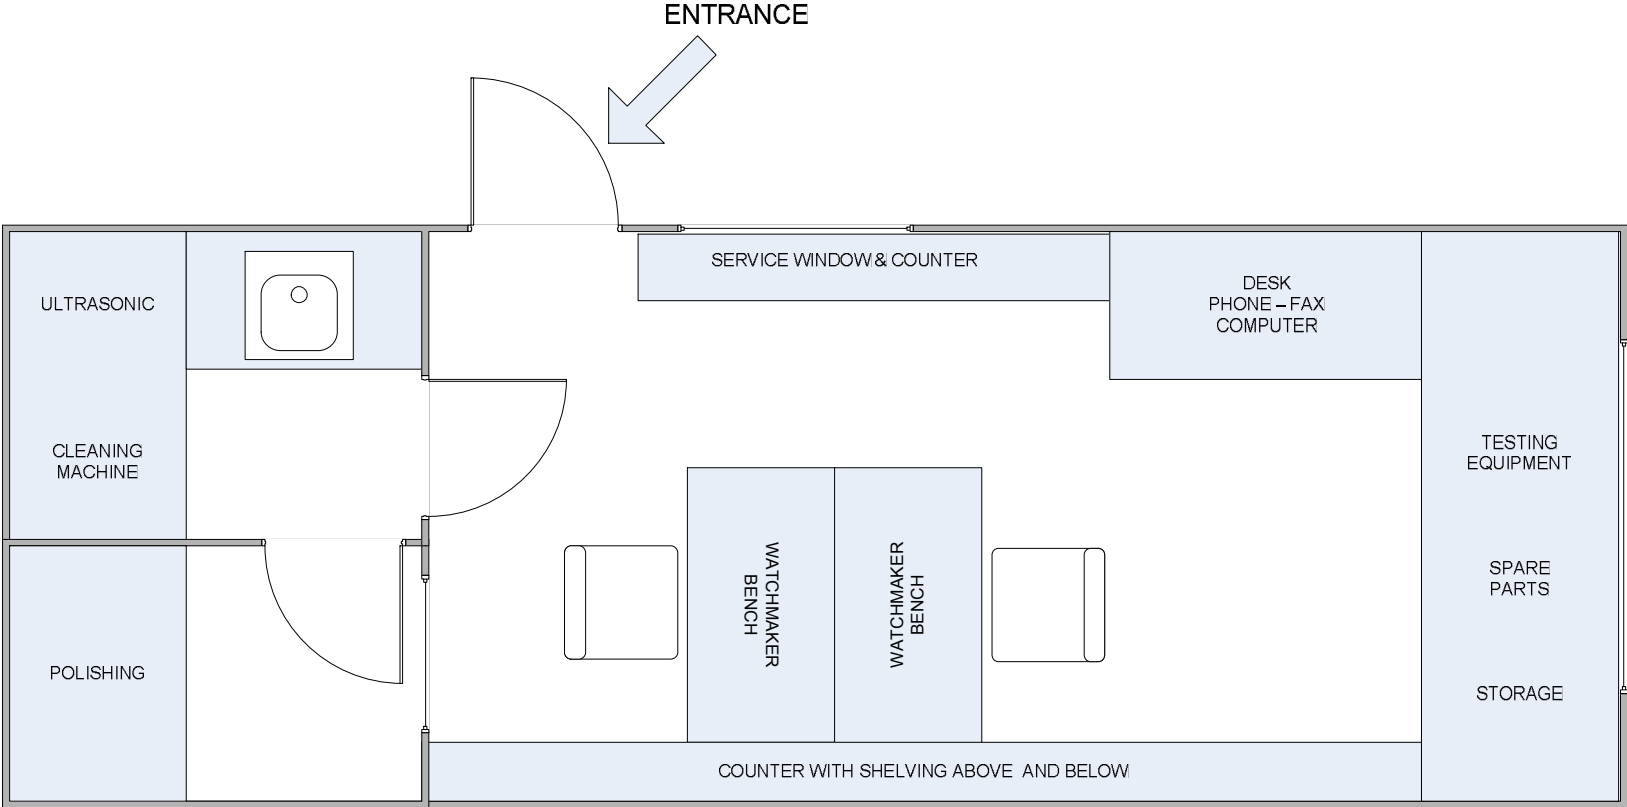 ENTRANCE
SERVICE WINDOW & COUNTER
DESK
PHONE – FAX
COMPUTER
ULTRASONIC
CLEANING
MACHINE
TESTING
EQUIPMENT
WATCHMAKER
BENCH
WATCHMAKER
BENCH
SPARE
PARTS
POLISHING
STORAGE
COUNTER WITH SHELVING ABOVE AND BELOW